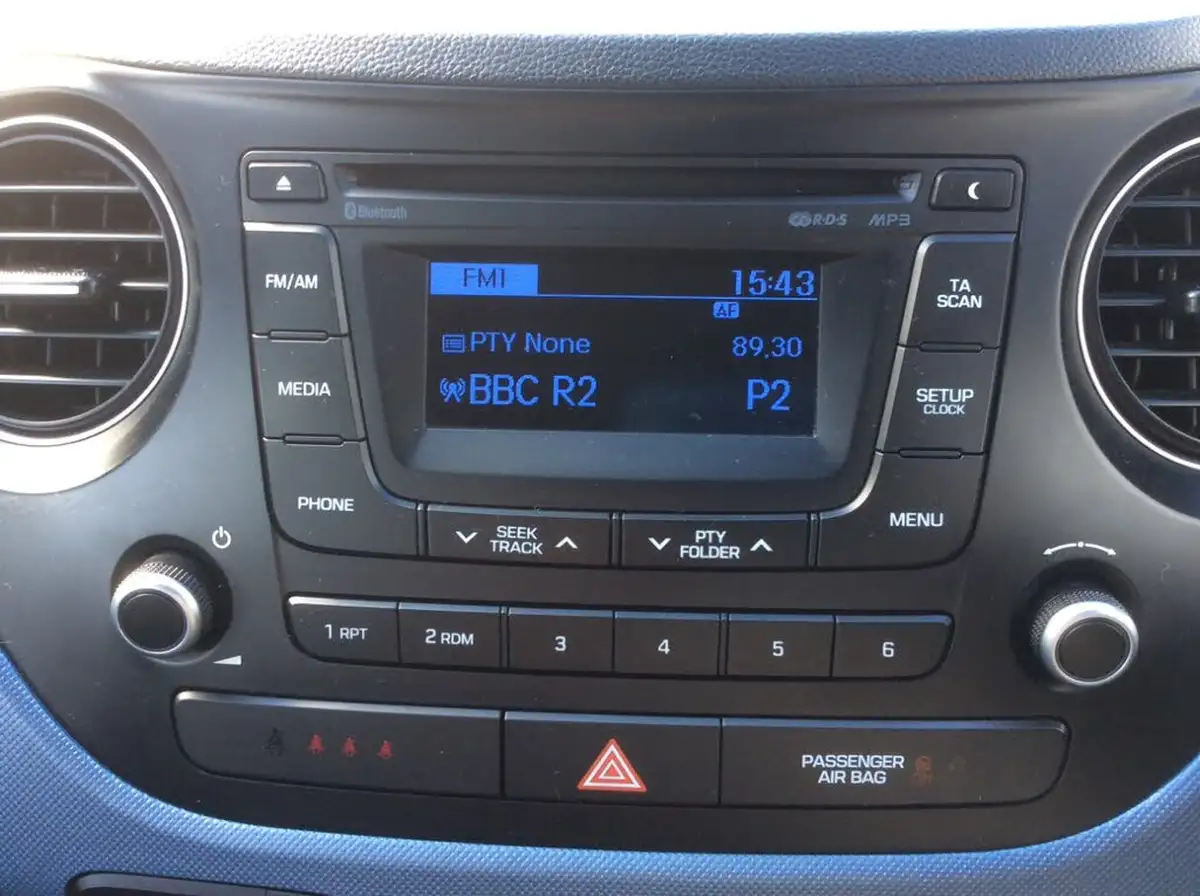 Bluetooth
R·D·S MP3
FM/AM
FM1 15:43
AF
TA
SCAN
PTY None 89.30
MEDIA
BBC R2 P2
SETUP
CLOCK
PHONE
SEEK
TRACK
PTY
FOLDER
MENU
1 RPT
2 RDM
3
4
5
6
PASSENGER
AIR BAG